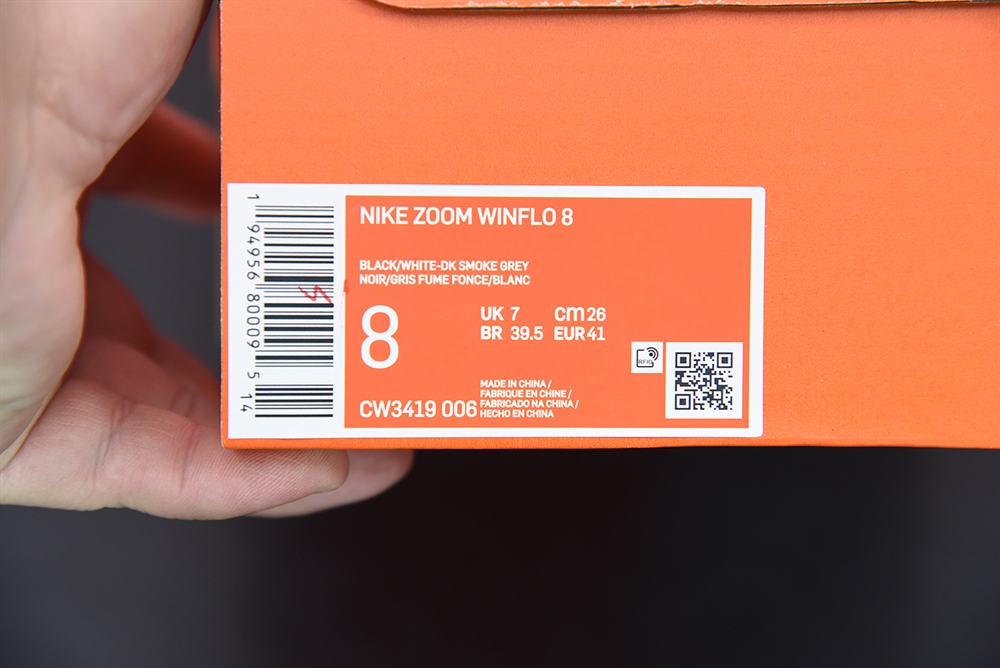 NIKE ZOOM WINFLO 8
BLACK/WHITE-DK SMOKE GREY
NOIR/GRIS FUME FONCE/BLANC
8
UK 7 cm 26
BR 39.5 EUR 41
RFID
CW3419 006
MADE IN CHINA /
FABRIQUE EN CHINE /
FABRICADO NA CHINA /
HECHO EN CHINA
1 94956 80009 5 14